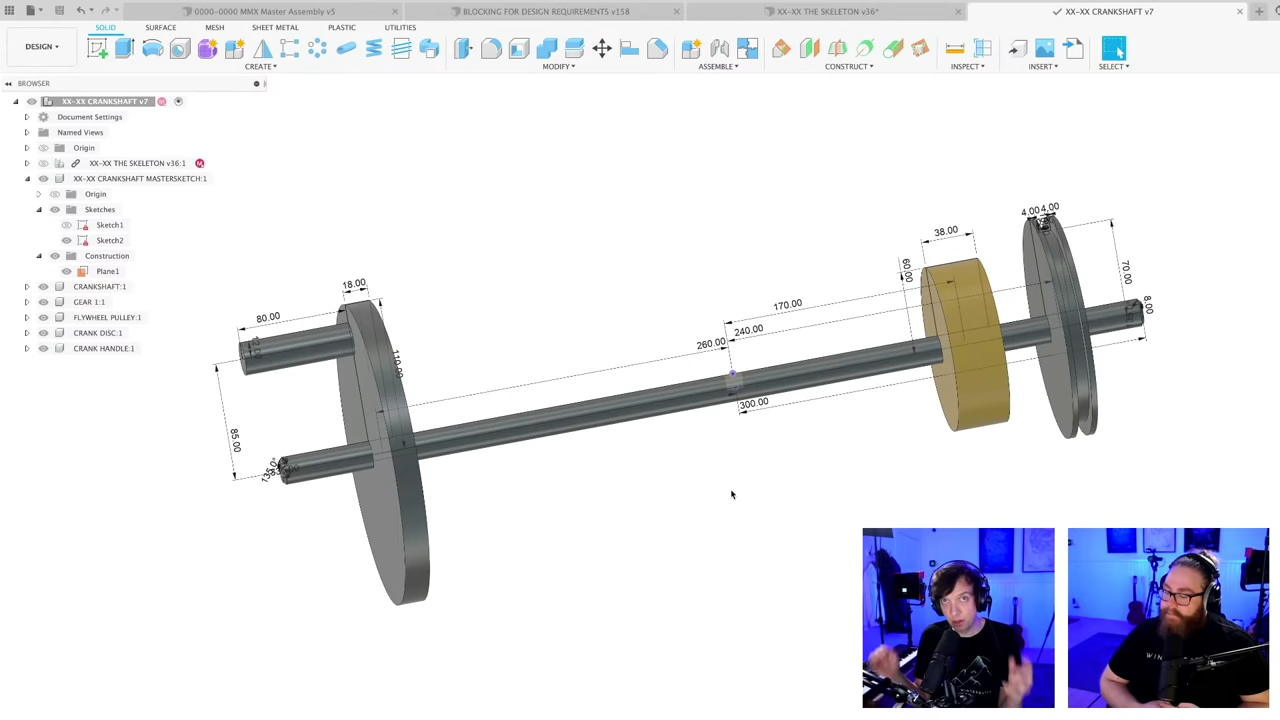 0000-0000 MMX Master Assembly v5
BLOCKING FOR DESIGN REQUIREMENTS v158
XX-XX THE SKELETON v36*
XX-XX CRANKSHAFT v7
SOLID
SURFACE
MESH
SHEET METAL
PLASTIC
UTILITIES
DESIGN
CREATE
MODIFY
ASSEMBLE
CONSTRUCT
INSPECT
INSERT
SELECT
BROWSER
XX-XX CRANKSHAFT v7
Document Settings
Named Views
Origin
XX-XX THE SKELETON v36:1
XX-XX CRANKSHAFT MASTERSKETCH:1
Origin
Sketches
Sketch1
Sketch2
Construction
Plane1
CRANKSHAFT:1
GEAR 1:1
FLYWHEEL PULLEY:1
CRANK DISC:1
CRANK HANDLE:1
4.00 4.00
38.00
60.00
70.00
8.00
170.00
240.00
260.00
300.00
18.00
80.00
110.00
85.00
WIN